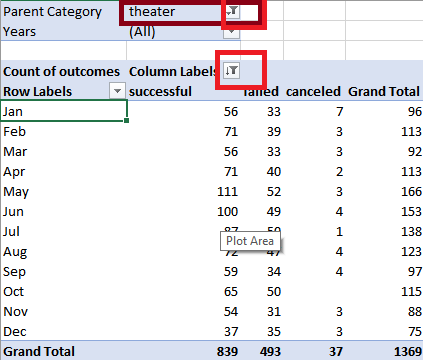 Parent Category theater
Years (All)
Count of outcomes Column Labels
Row Labels successful failed canceled Grand Total
Jan 56 33 7 96
Feb 71 39 3 113
Mar 56 33 3 92
Apr 71 40 2 113
May 111 52 3 166
Jun 100 49 4 153
Jul 87 50 1 138
Plot Area
Aug 72 47 4 123
Sep 59 34 4 97
Oct 65 50 115
Nov 54 31 3 88
Dec 37 35 3 75
Grand Total 839 493 37 1369